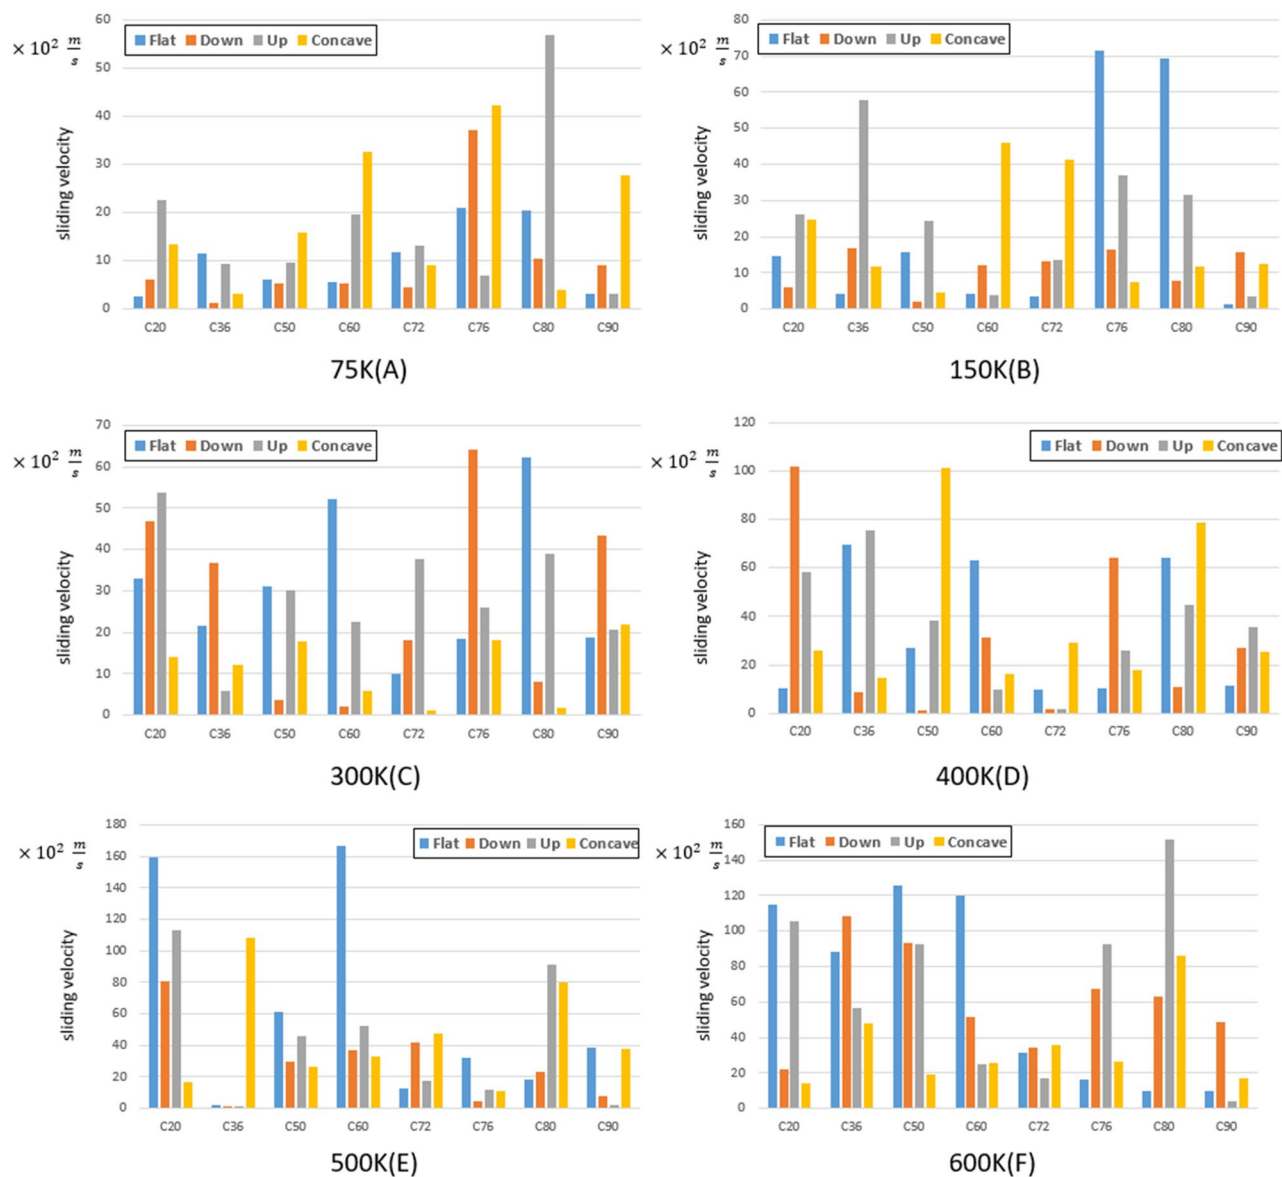 × 10² m/s
Flat Down Up Concave
60
50
40
30
20
10
0
sliding velocity
C20 C36 C50 C60 C72 C76 C80 C90
75K(A)
× 10² m/s
Flat Down Up Concave
80
70
60
50
40
30
20
10
0
sliding velocity
C20 C36 C50 C60 C72 C76 C80 C90
150K(B)
× 10² m/s
Flat Down Up Concave
70
60
50
40
30
20
10
0
sliding velocity
C20 C36 C50 C60 C72 C76 C80 C90
300K(C)
× 10² m/s
Flat Down Up Concave
120
100
80
60
40
20
0
sliding velocity
C20 C36 C50 C60 C72 C76 C80 C90
400K(D)
× 10² m/s
Flat Down Up Concave
180
160
140
120
100
80
60
40
20
0
sliding velocity
C20 C36 C50 C60 C72 C76 C80 C90
500K(E)
× 10² m/s
Flat Down Up Concave
160
140
120
100
80
60
40
20
0
sliding velocity
C20 C36 C50 C60 C72 C76 C80 C90
600K(F)